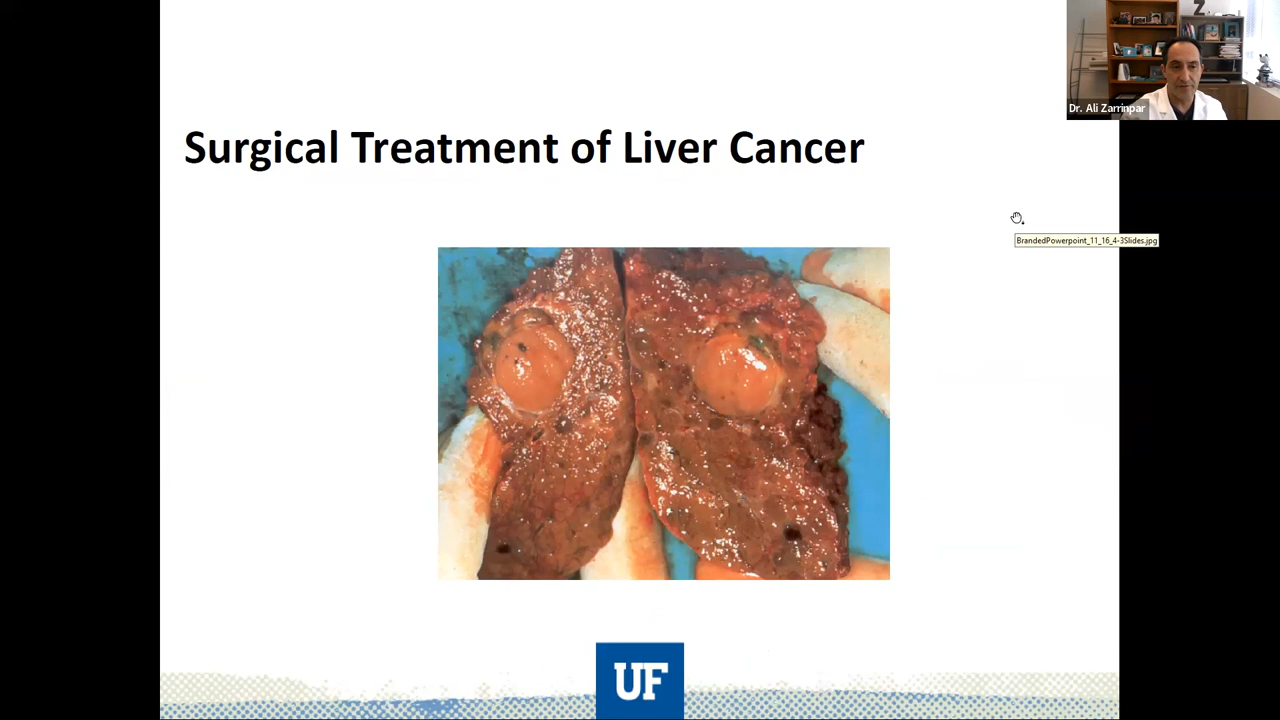 Dr. Ali Zarrinpar
Surgical Treatment of Liver Cancer
BrandedPowerpoint_11_16_4-3Slides.jpg
UF